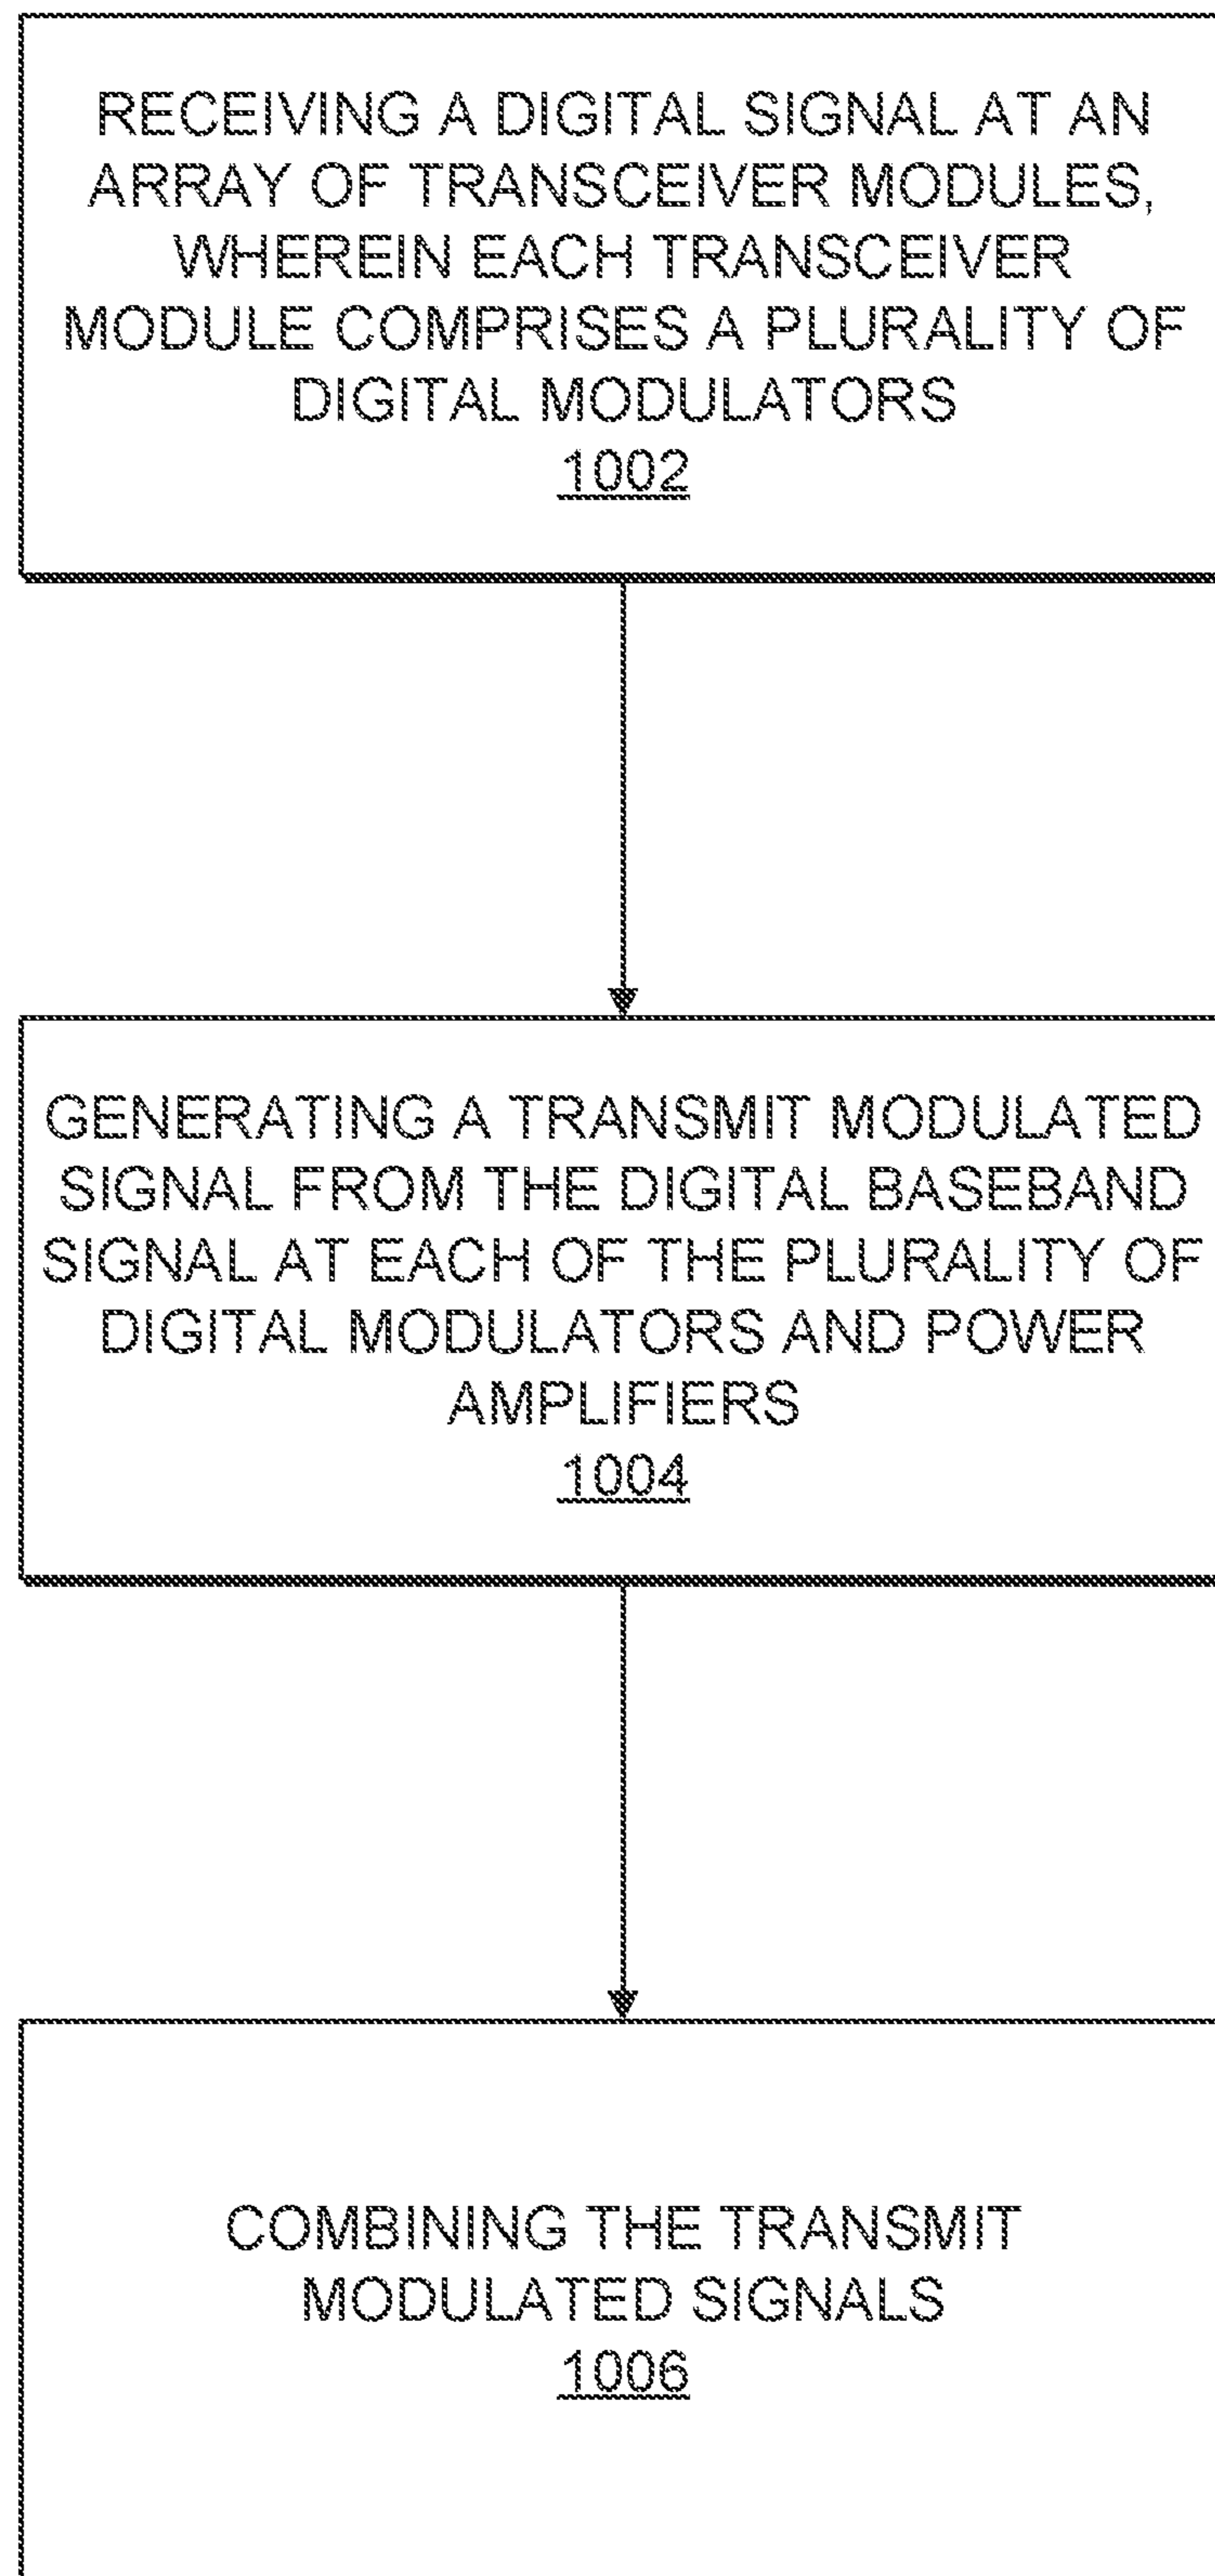 RECEIVING A DIGITAL SIGNAL AT AN
ARRAY OF TRANSCEIVER MODULES,
WHEREIN EACH TRANSCEIVER
MODULE COMPRISES A PLURALITY OF
DIGITAL MODULATORS
1002
GENERATING A TRANSMIT MODULATED
SIGNAL FROM THE DIGITAL BASEBAND
SIGNAL AT EACH OF THE PLURALITY OF
DIGITAL MODULATORS AND POWER
AMPLIFIERS
1004
COMBINING THE TRANSMIT
MODULATED SIGNALS
1006